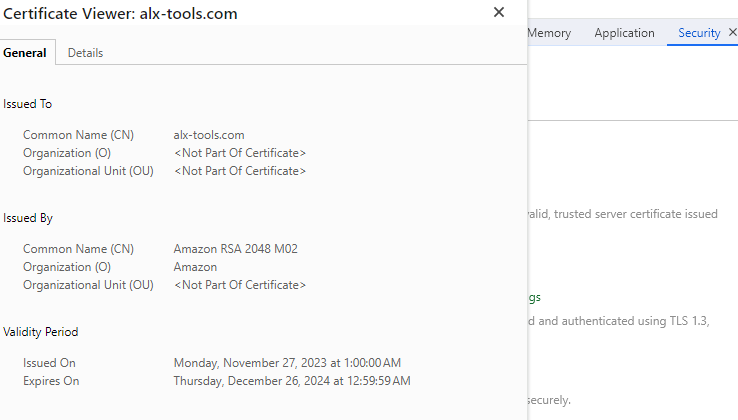 Certificate Viewer: alx-tools.com
General Details
Issued To
Common Name (CN) alx-tools.com
Organization (O) <Not Part Of Certificate>
Organizational Unit (OU) <Not Part Of Certificate>
Issued By
Common Name (CN) Amazon RSA 2048 M02
Organization (O) Amazon
Organizational Unit (OU) <Not Part Of Certificate>
Validity Period
Issued On Monday, November 27, 2023 at 1:00:00 AM
Expires On Thursday, December 26, 2024 at 12:59:59 AM
Memory Application Security
alid, trusted server certificate issued
gs
d and authenticated using TLS 1.3,
ecurely.